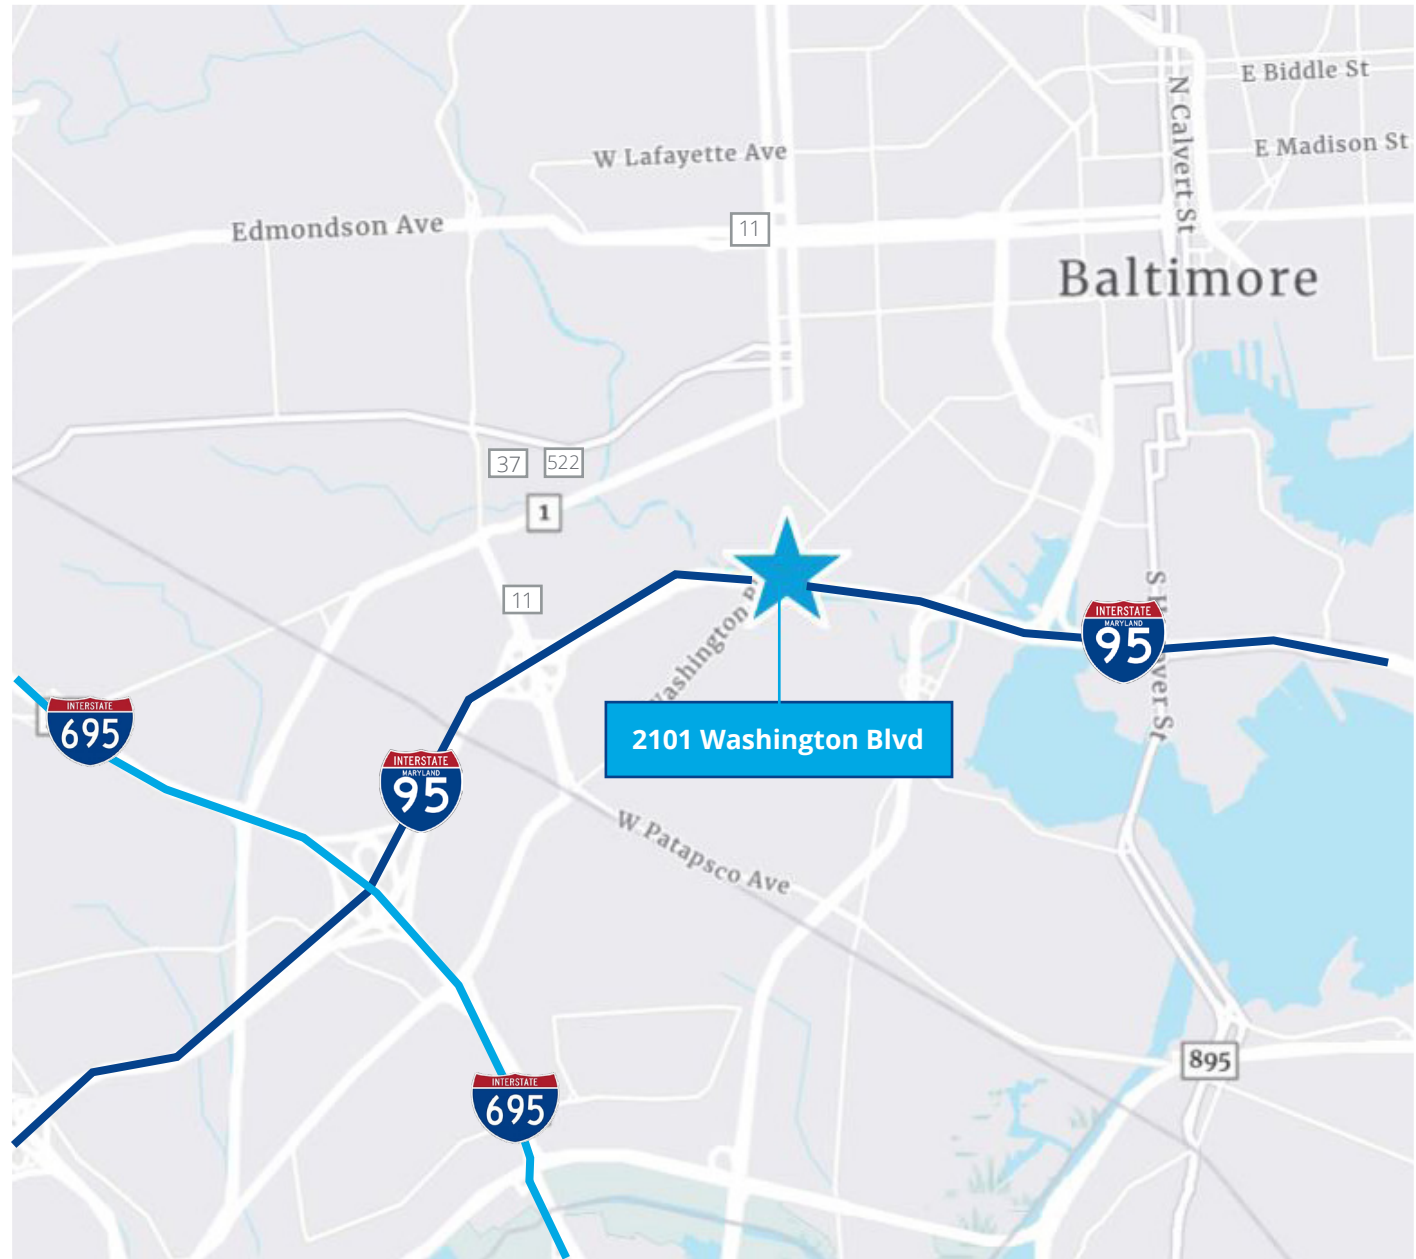 E Biddle St
N Calvert St
E Madison St
W Lafayette Ave
Edmondson Ave
11
Baltimore
37
522
1
11
Washington
S
INTERSTATE
MARYLAND
95
INTERSTATE
695
2101 Washington Blvd
INTERSTATE
MARYLAND
95
W Patapsco Ave
895
INTERSTATE
695